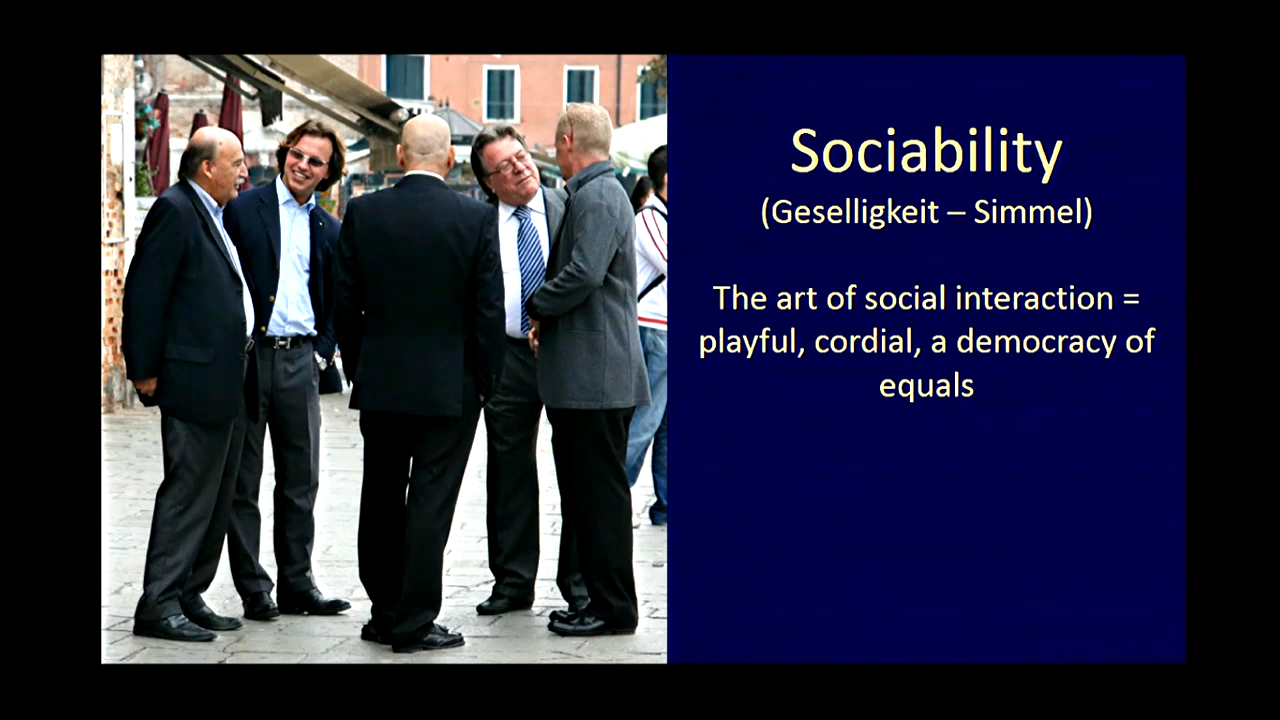 Sociability
(Geselligkeit – Simmel)
The art of social interaction =
playful, cordial, a democracy of
equals